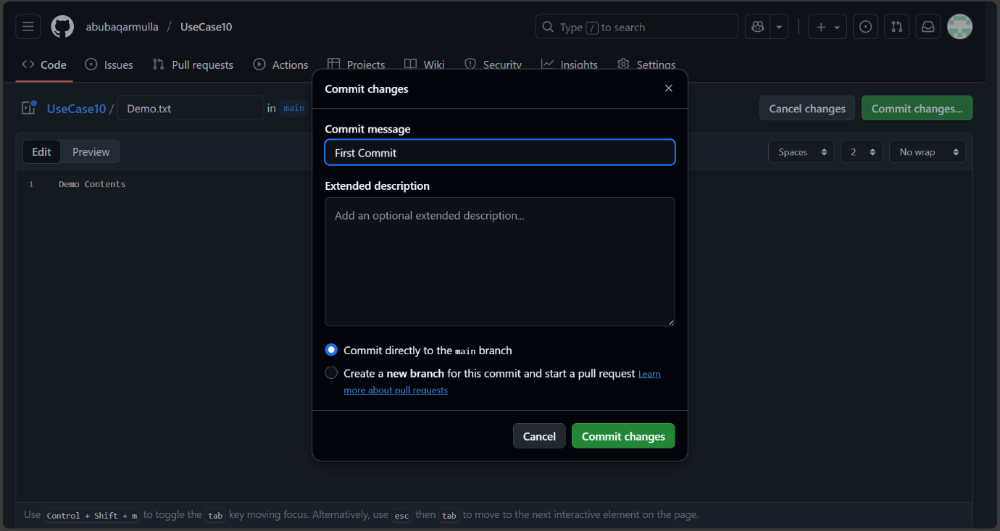 abubaqarmulla / UseCase10
Type / to search
Code Issues Pull requests Actions Projects Wiki Security Insights Settings
UseCase10 / Demo.txt in main
Cancel changes Commit changes...
Edit Preview
Spaces 2 No wrap
1 Demo Contents
Commit changes
Commit message
First Commit
Extended description
Add an optional extended description...
Commit directly to the main branch
Create a new branch for this commit and start a pull request Learn
more about pull requests
Cancel Commit changes
Use Control + Shift + m to toggle the tab key moving focus. Alternatively, use esc then tab to move to the next interactive element on the page.